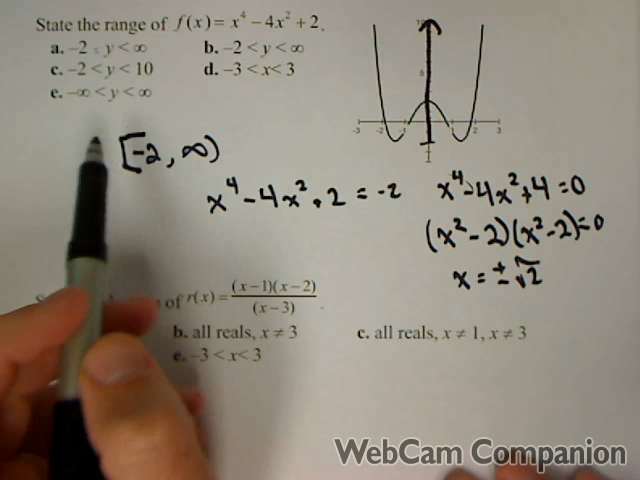 State the range of f(x) = x⁴ − 4x² + 2.
a. −2 ≤ y < ∞ b. −2 < y < ∞
c. −2 < y < 10 d. −3 < x < 3
e. −∞ < y < ∞
5
-3 -2 -1 2 3
[-2, ∞)
x⁴ - 4x² + 2 = -2
x⁴ - 4x² + 4 = 0
(x² - 2)(x² - 2) = 0
x = ± √2
of r(x) = (x−1)(x−2)/(x−3).
b. all reals, x ≠ 3 c. all reals, x ≠ 1, x ≠ 3
e. −3 < x < 3
WebCam Companion